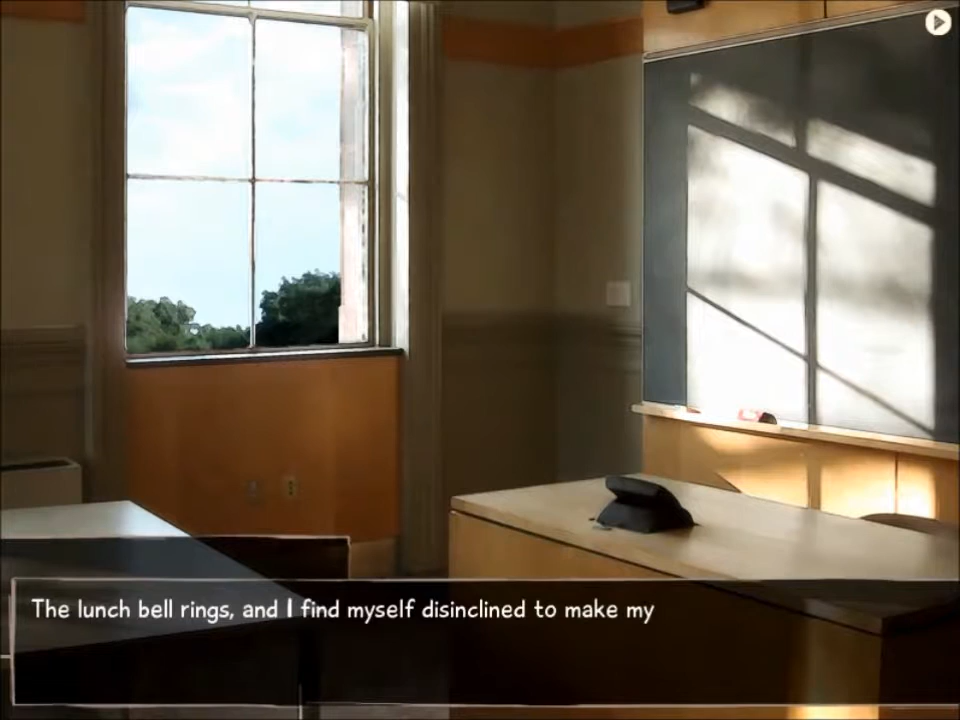 The lunch bell rings, and I find myself disinclined to make my